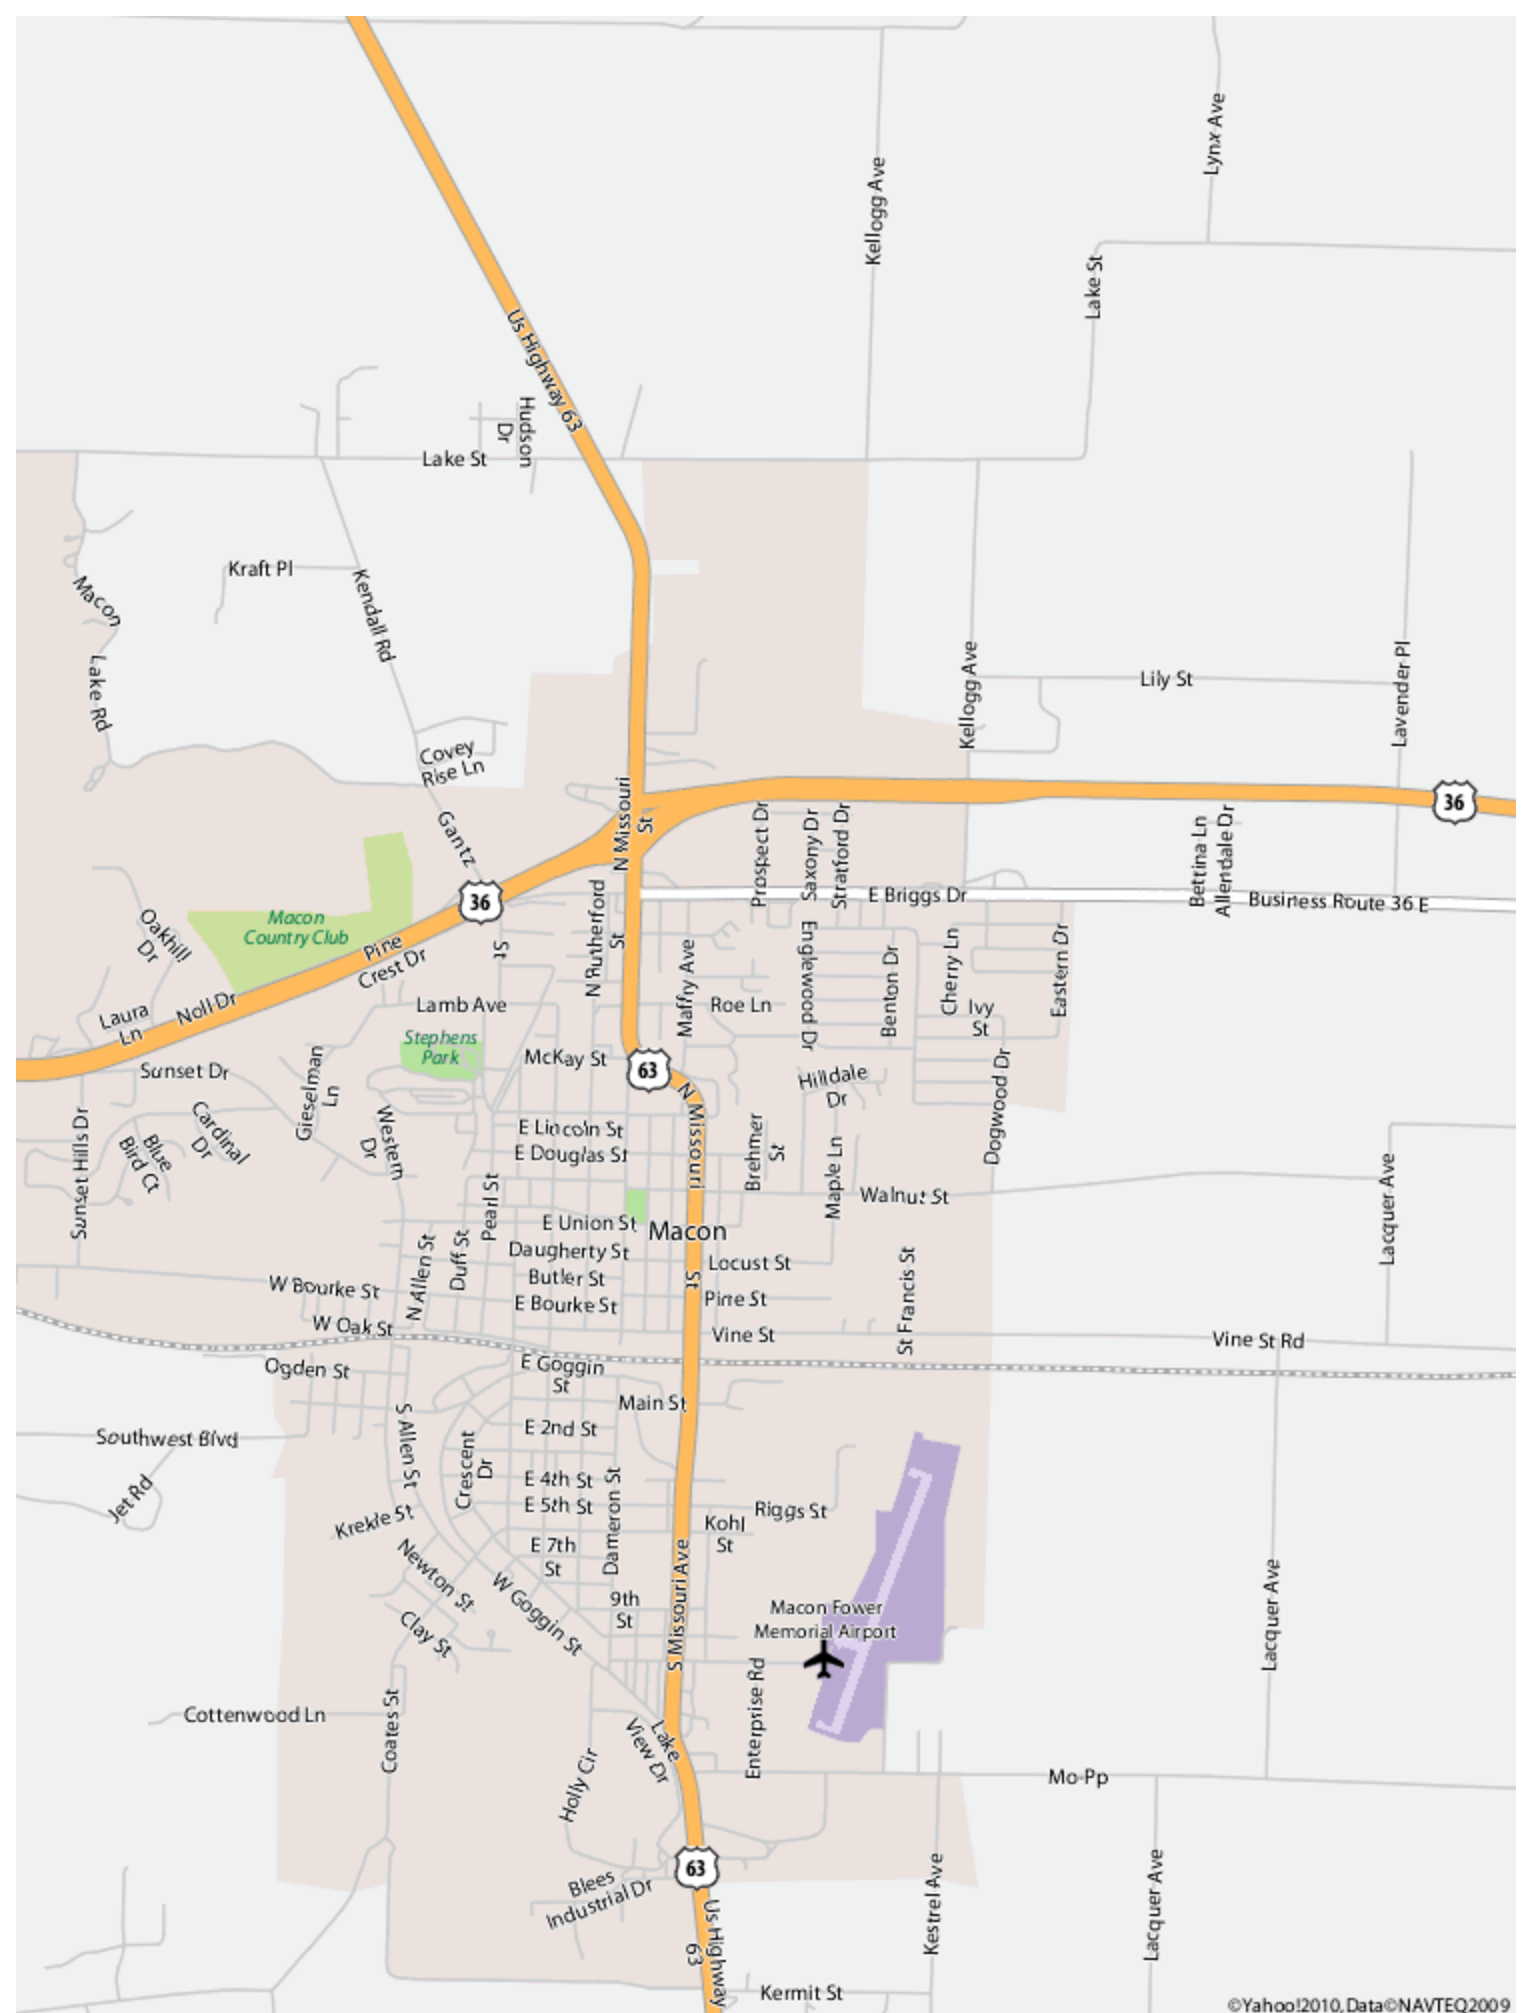 Lynx Ave
Kellogg Ave
Lake St
Us Highway 63
Hudson
Dr
Lake St
Kraft Pl
Macon
Lake Rd
Kendall Rd
Kellogg Ave
Lily St
Lavender Pl
Covey
Rise Ln
N Missouri
St
36
Gantz
St
Prospect Dr
Saxony Dr
Stratford Dr
Bettina Ln
Allendale Dr
36
E Briggs Dr
Business Route 36 E
Macon
Country Club
Oakhill
Dr
Pine
Crest Dr
N Rutherford
St
Maffry Ave
Englewood Dr
Benton Dr
Cherry Ln
Eastern Dr
Laura
Ln
Noll Dr
Lamb Ave
Roe Ln
Ivy
St
Stephens
Park
McKay St
63
Sunset Dr
Gieselman
Ln
Hilldale
Dr
Dogwood Dr
N Missouri
St
Sunset Hills Dr
Blue
Bird Ct
Cardinal
Dr
Western
Dr
E Lincoln St
E Douglas St
Brehmer
St
Maple Ln
Walnut St
Lacquer Ave
Pearl St
E Union St
Macon
N Allen St
Duff St
Daugherty St
Locust St
St Francis St
W Bourke St
Butler St
E Bourke St
Pine St
W Oak St
Vine St
Vine St Rd
Ogden St
E Goggin
St
Main St
Southwest Blvd
S Allen St
E 2nd St
Crescent
Dr
Jet Rd
E 4th St
E 5th St
Dameron St
Riggs St
Krekle St
Kohl
St
E 7th
St
Newton St
W Goggin St
9th
St
S Missouri Ave
Macon Fower
Memorial Airport
Lacquer Ave
Clay St
Cottenwood Ln
Coates St
Lake
View Dr
Enterprise Rd
Holly Cir
Mo-Pp
63
Blees
Industrial Dr
Kestrel Ave
Lacquer Ave
Us Highway
63
Kermit St
©Yahoo!2010, Data©NAVTEQ2009